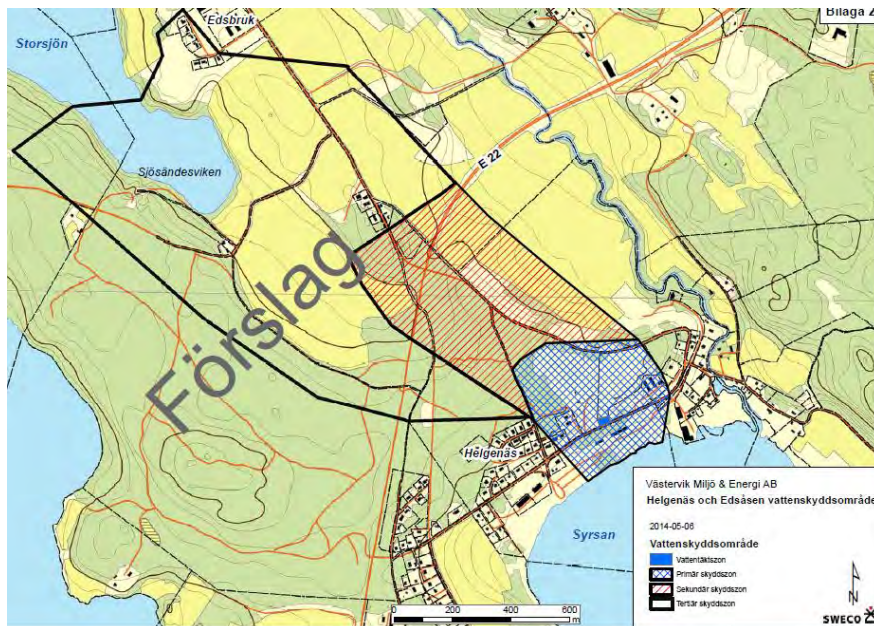 Bilaga 2
Edsbruk
Storsjön
E 22
Sjösändesviken
Förslag
Helgenäs
Syrsan
Västervik Miljö & Energi AB
Helgenäs och Edsåsen vattenskyddsområde
2014-05-06
Vattenskyddsområde
Vattentäktszon
Primär skyddszon
Sekundär skyddszon
Tertiär skyddszon
0 200 400 600
m
N
SWECO